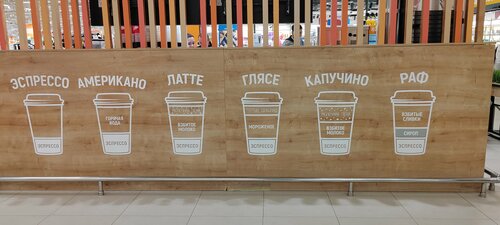 ЭСПРЕССО
АМЕРИКАНО
ЛАТТЕ
ГЛЯСЕ
КАПУЧИНО
РАФ
ЭСПРЕССО
ГОРЯЧАЯ
ВОДА
ЭСПРЕССО
ВЗБИТОЕ
МОЛОКО
ЭСПРЕССО
МОРОЖЕНОЕ
ЭСПРЕССО
ВЗБИТОЕ
МОЛОКО
ЭСПРЕССО
ВЗБИТЫЕ
СЛИВКИ
СИРОП
ЭСПРЕССО